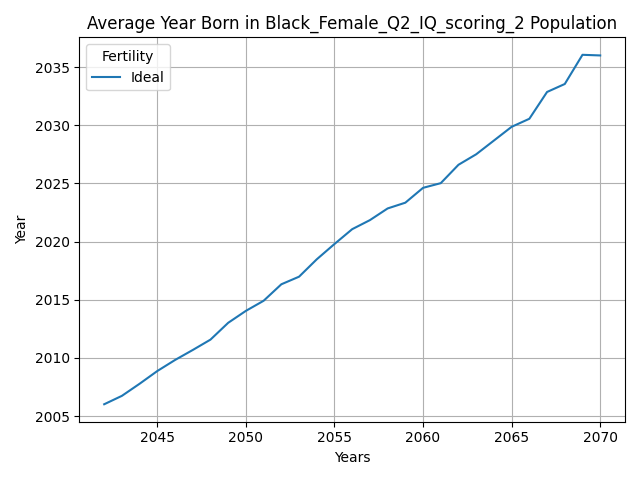 Average Year Born in Black_Female_Q2_IQ_scoring_2 Population
Fertility
Ideal
Year
2035
2030
2025
2020
2015
2010
2005
2045 2050 2055 2060 2065 2070
Years